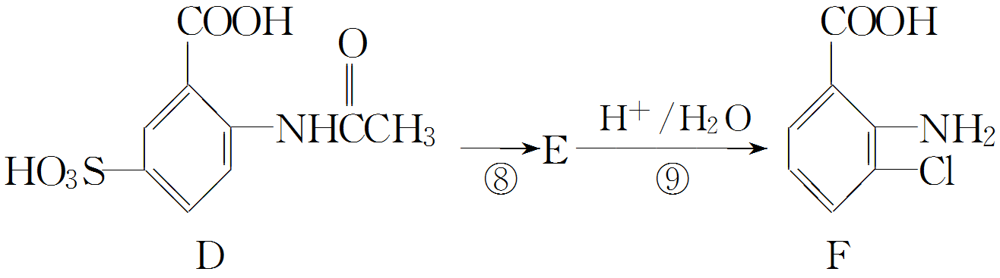 COOH
O
NHCCH₃
HO₃S
D
⑧
E
H⁺/H₂O
⑨
COOH
NH₂
Cl
F